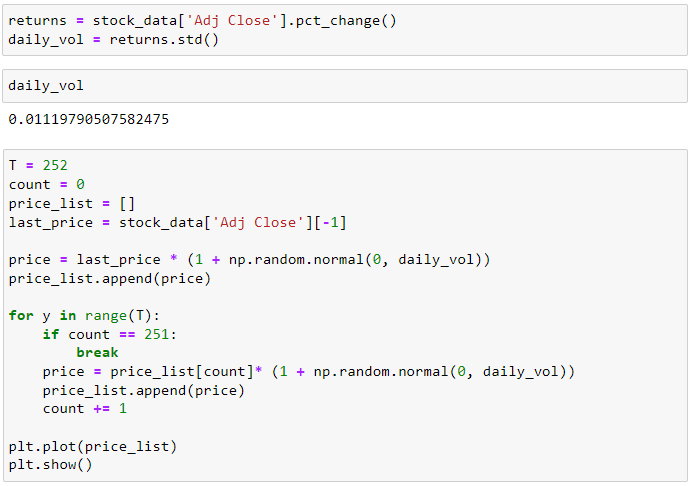 returns = stock_data['Adj Close'].pct_change()
daily_vol = returns.std()
daily_vol
0.01119790507582475
T = 252
count = 0
price_list = []
last_price = stock_data['Adj Close'][-1]
price = last_price * (1 + np.random.normal(0, daily_vol))
price_list.append(price)
for y in range(T):
    if count == 251:
        break
    price = price_list[count]* (1 + np.random.normal(0, daily_vol))
    price_list.append(price)
    count += 1
plt.plot(price_list)
plt.show()